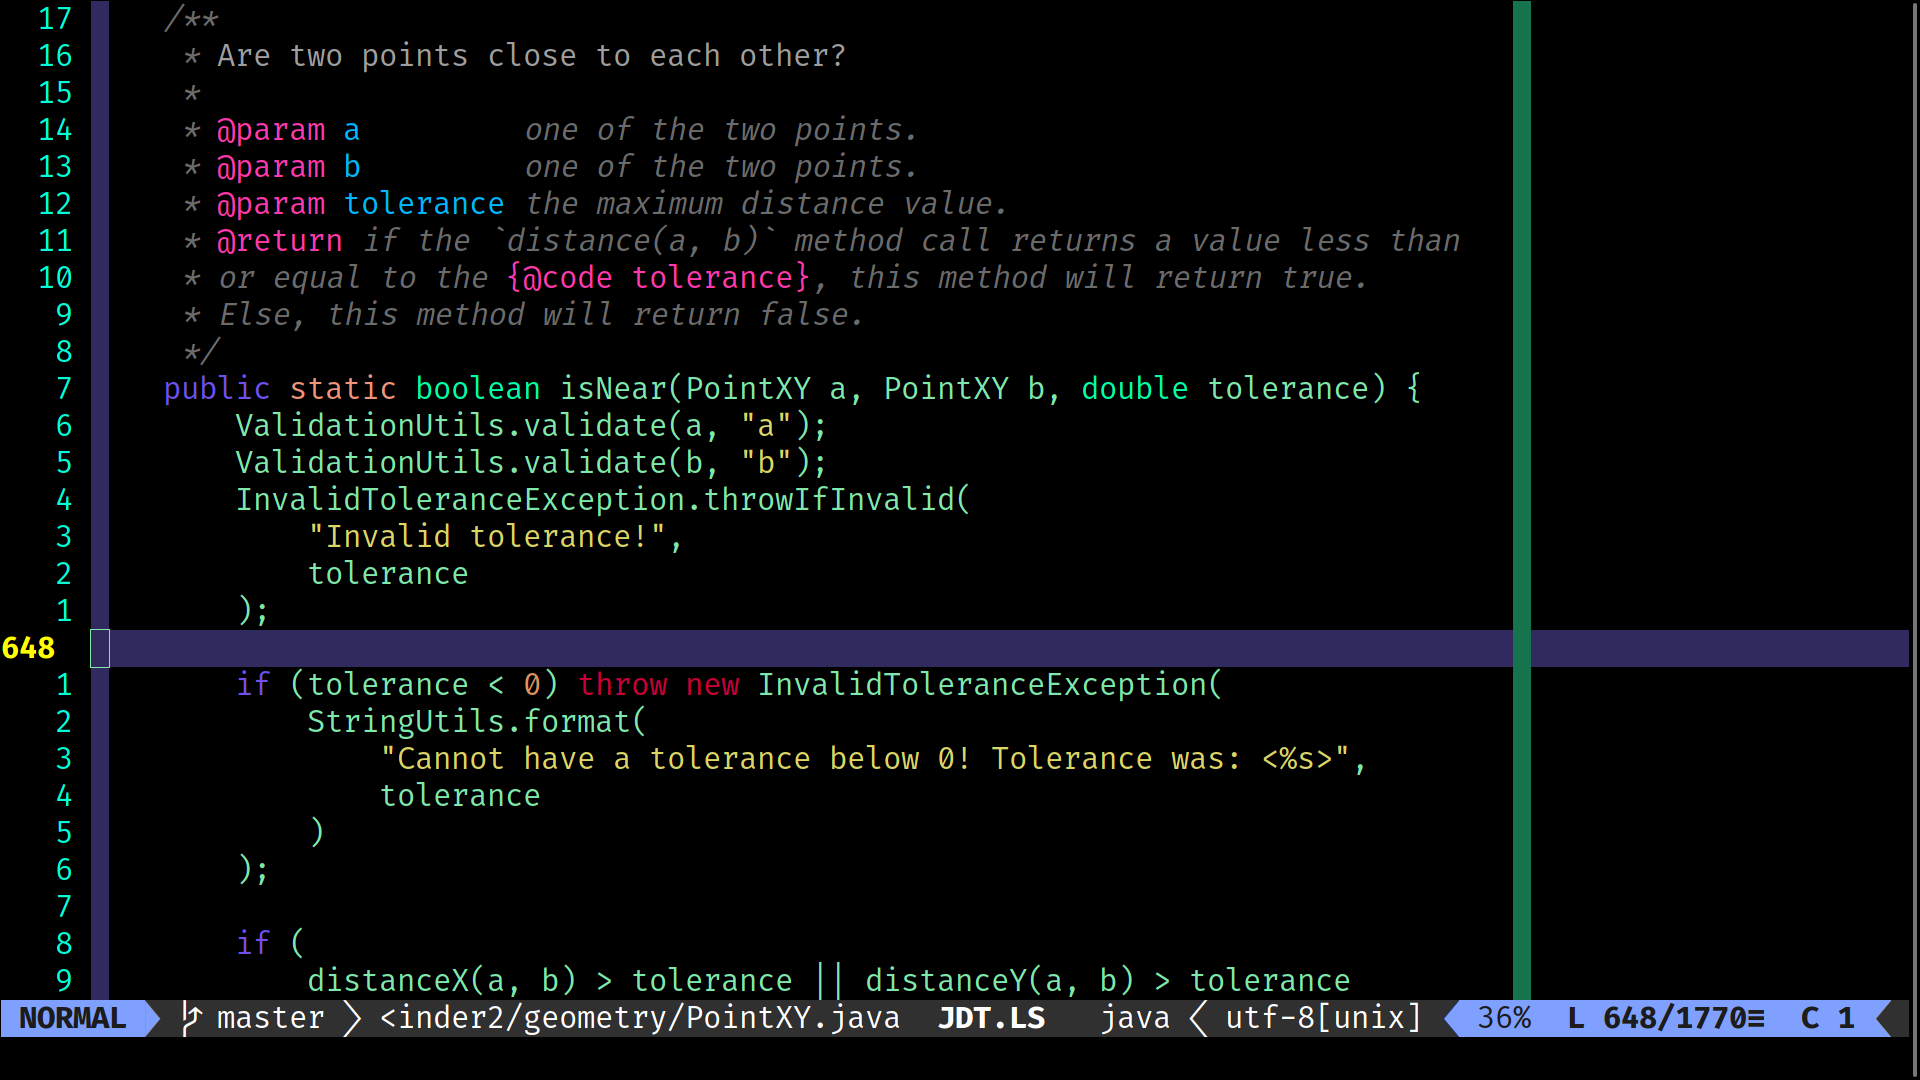 17     /**
16      * Are two points close to each other?
15      *
14      * @param a         one of the two points.
13      * @param b         one of the two points.
12      * @param tolerance the maximum distance value.
11      * @return if the `distance(a, b)` method call returns a value less than
10      * or equal to the {@code tolerance}, this method will return true.
9      * Else, this method will return false.
8      */
7     public static boolean isNear(PointXY a, PointXY b, double tolerance) {
6         ValidationUtils.validate(a, "a");
5         ValidationUtils.validate(b, "b");
4         InvalidToleranceException.throwIfInvalid(
3             "Invalid tolerance!",
2             tolerance
1         );
648
1         if (tolerance < 0) throw new InvalidToleranceException(
2             StringUtils.format(
3                 "Cannot have a tolerance below 0! Tolerance was: <%s>",
4                 tolerance
5             )
6         );
7
8         if (
9             distanceX(a, b) > tolerance || distanceY(a, b) > tolerance
NORMAL master <inder2/geometry/PointXY.java JDT.LS java utf-8[unix] 36% L 648/1770≡ C 1